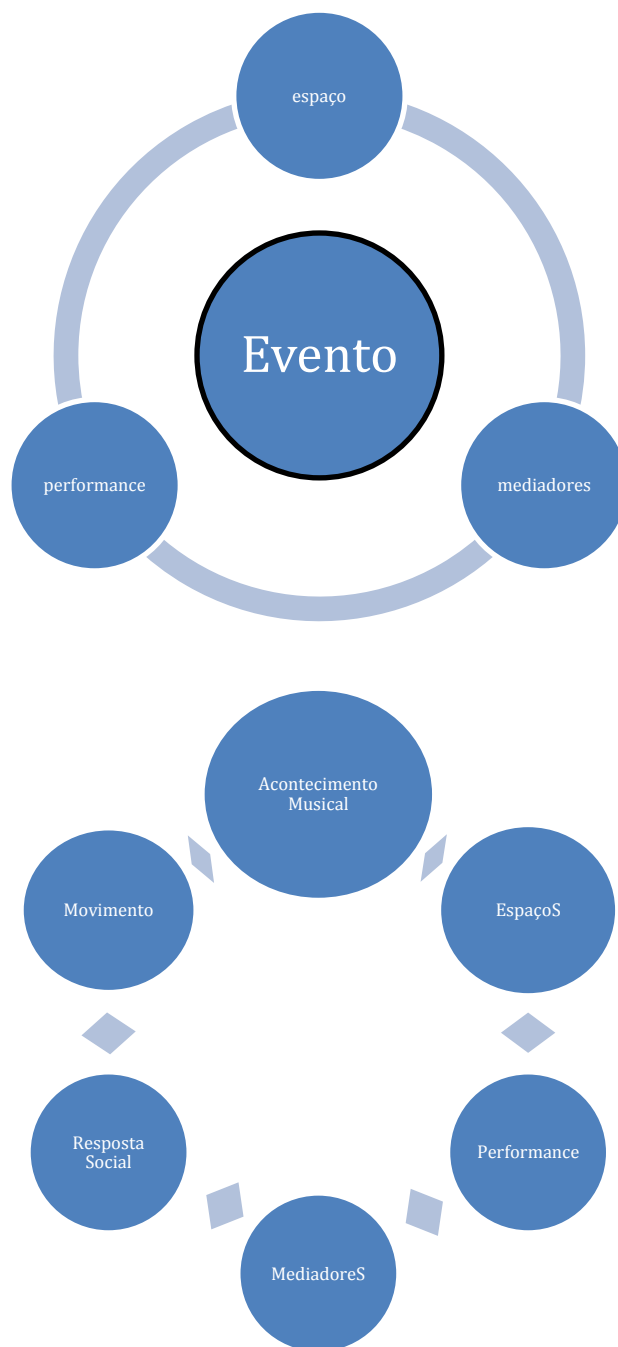 espaço
Evento
performance
mediadores
Acontecimento
Musical
Movimento
EspaçoS
Resposta
Social
Performance
MediadoreS